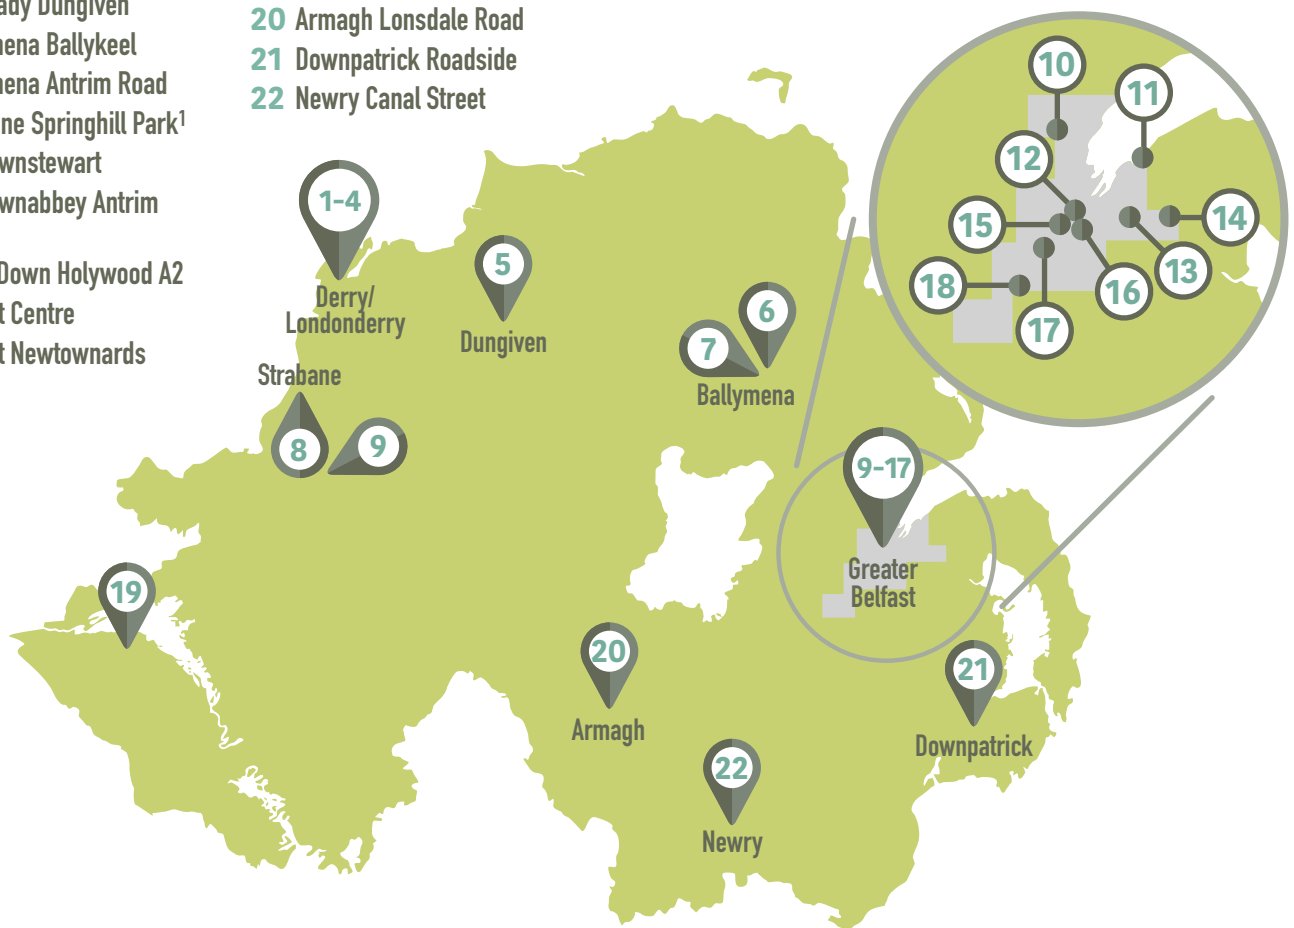 ady Dungiven
ena Ballykeel
ena Antrim Road
ne Springhill Park¹
wnstewart
wnabbey Antrim
Down Holywood A2
t Centre
t Newtownards
20 Armagh Lonsdale Road
21 Downpatrick Roadside
22 Newry Canal Street
10
11
12
15
14
13
18
16
17
1-4
Derry/
Londonderry
5
Dungiven
6
7
Ballymena
Strabane
8
9
9-17
Greater
Belfast
19
20
Armagh
21
Downpatrick
22
Newry